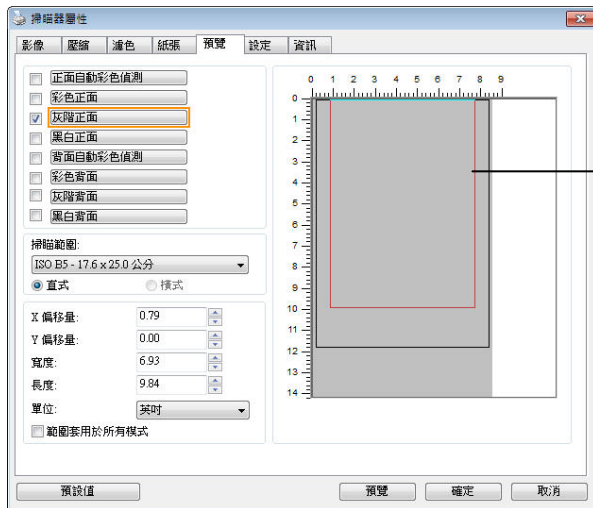 掃瞄器屬性
影像 壓縮 濾色 紙張 預覽 設定 資訊
正面自動彩色偵測
彩色正面
灰階正面
黑白正面
背面自動彩色偵測
彩色背面
灰階背面
黑白背面
掃瞄範圍:
ISO B5 - 17.6 x 25.0 公分
直式 橫式
X 偏移量: 0.79
Y 偏移量: 0.00
寬度: 6.93
長度: 9.84
單位: 英吋
範圍套用於所有模式
0 1 2 3 4 5 6 7 8 9
0
1
2
3
4
5
6
7
8
9
10
11
12
13
14
預設值 預覽 確定 取消